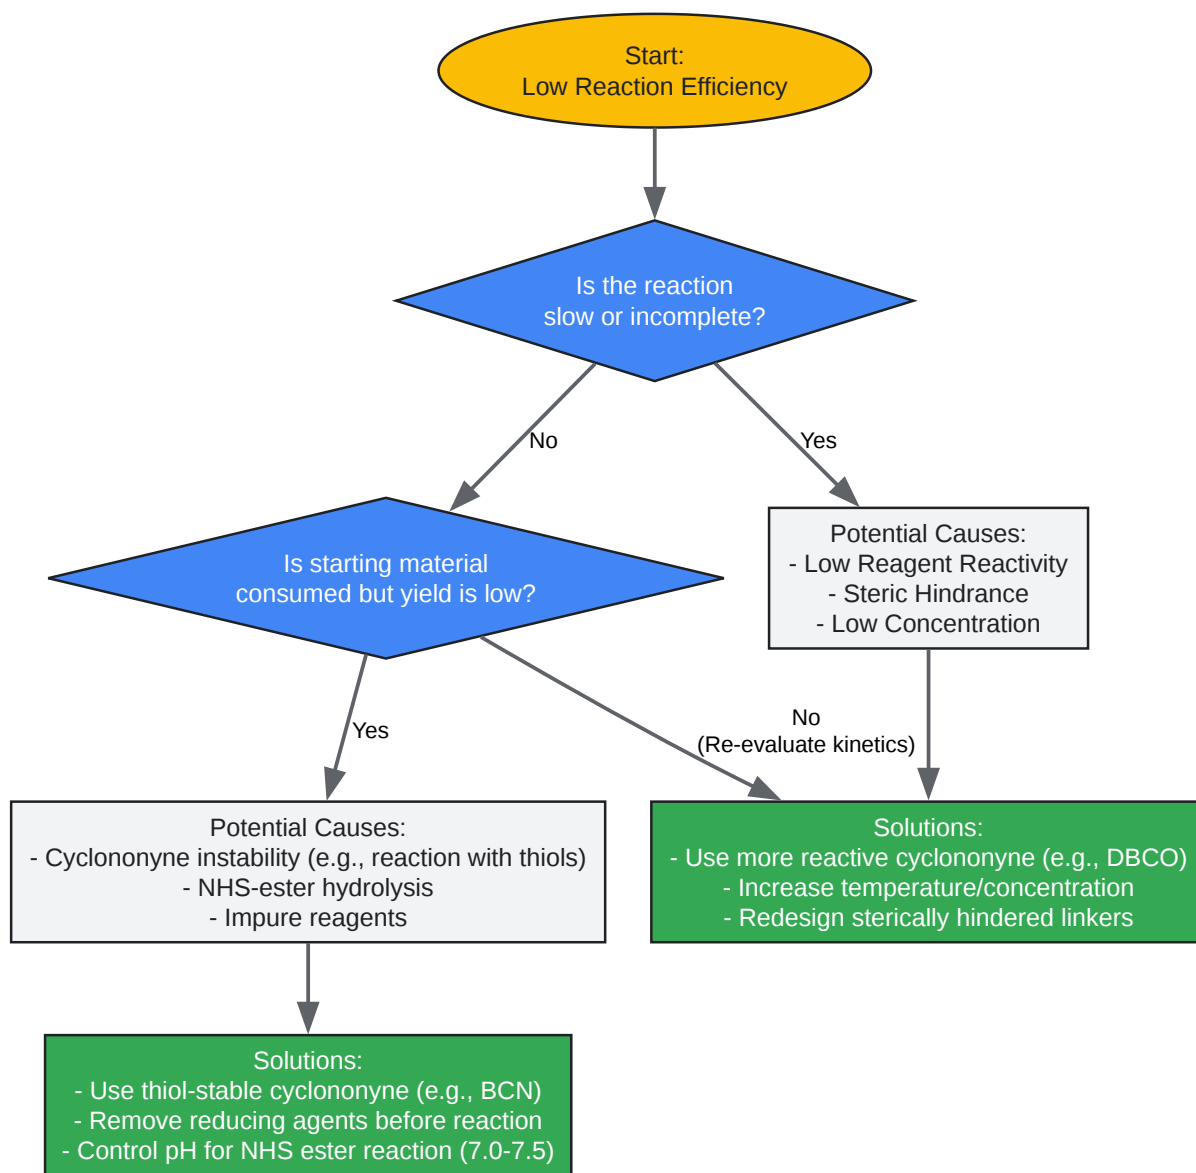 Start:
Low Reaction Efficiency
Is the reaction
slow or incomplete?
No
Yes
Is starting material
consumed but yield is low?
Potential Causes:
- Low Reagent Reactivity
- Steric Hindrance
- Low Concentration
Yes
No
(Re-evaluate kinetics)
Potential Causes:
- Cyclononyne instability (e.g., reaction with thiols)
- NHS-ester hydrolysis
- Impure reagents
Solutions:
- Use more reactive cyclononyne (e.g., DBCO)
- Increase temperature/concentration
- Redesign sterically hindered linkers
Solutions:
- Use thiol-stable cyclononyne (e.g., BCN)
- Remove reducing agents before reaction
- Control pH for NHS ester reaction (7.0-7.5)